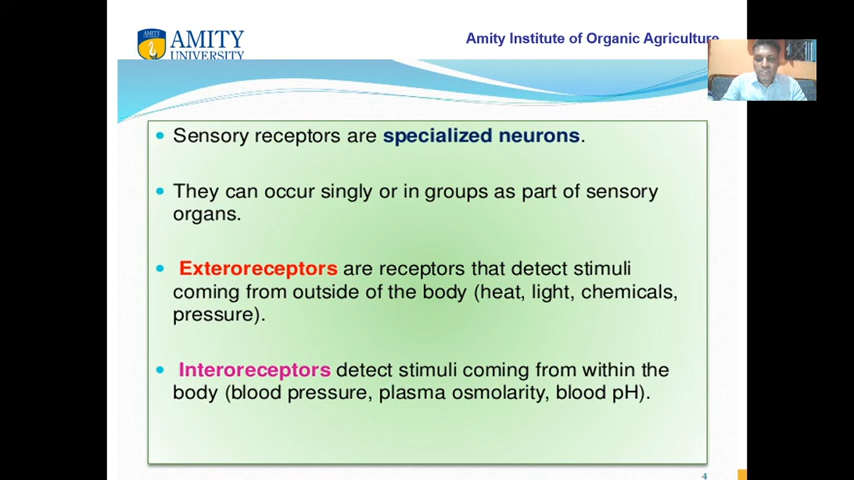 AMITY
AMITY
UNIVERSITY
Amity Institute of Organic Agriculture
Sensory receptors are specialized neurons.
They can occur singly or in groups as part of sensory
organs.
Exteroreceptors are receptors that detect stimuli
coming from outside of the body (heat, light, chemicals,
pressure).
Interoreceptors detect stimuli coming from within the
body (blood pressure, plasma osmolarity, blood pH).
4